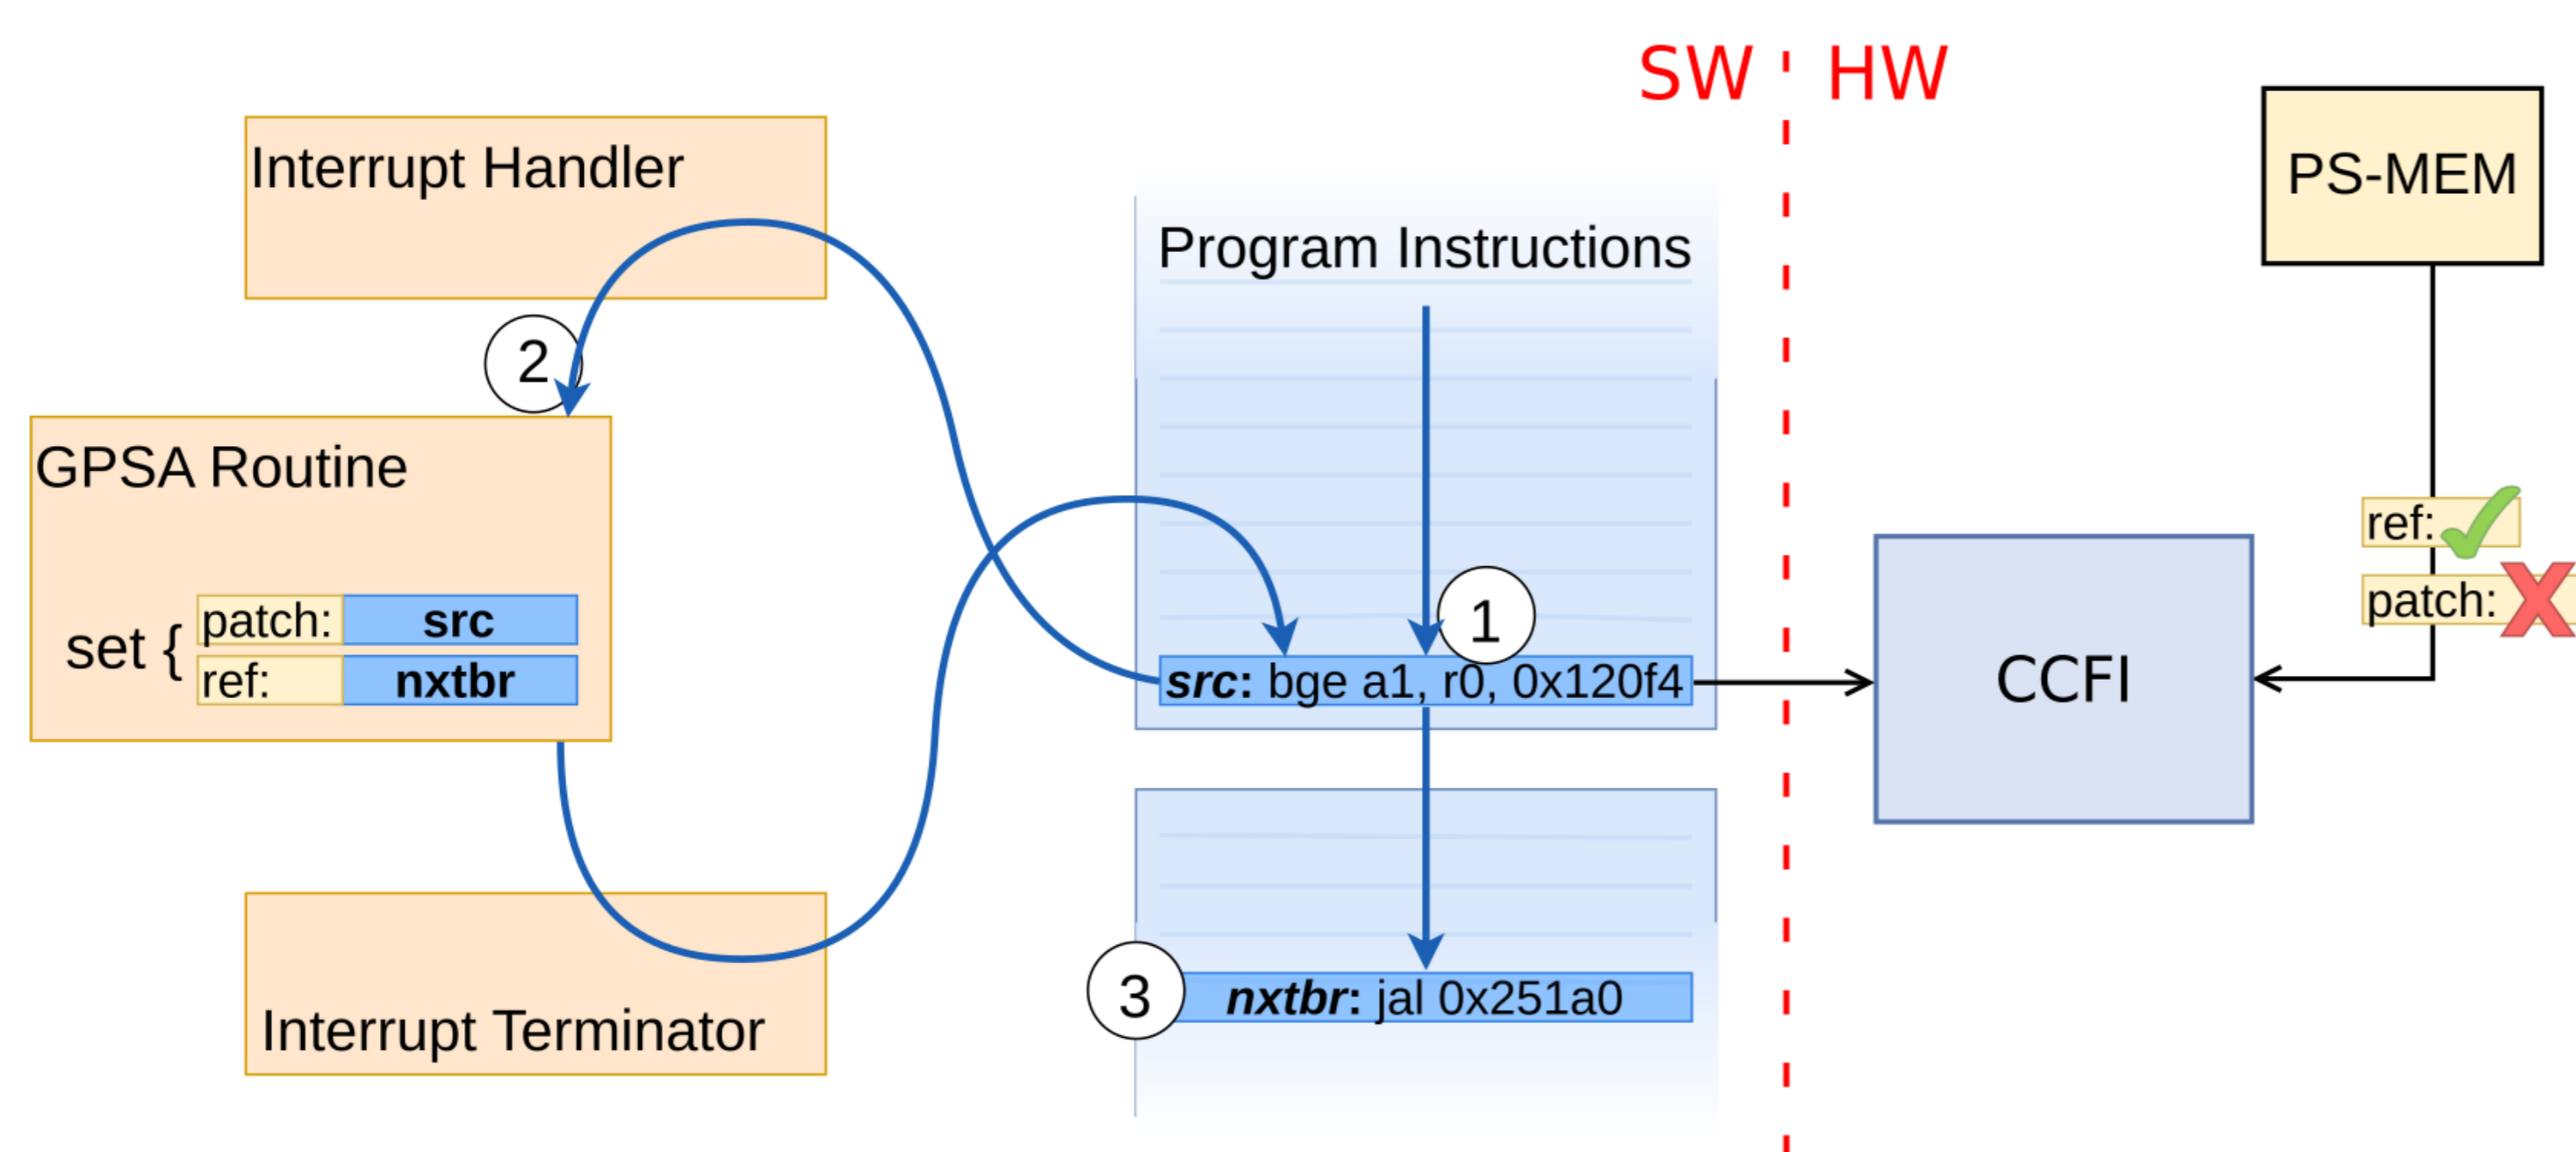 SW
HW
PS-MEM
Interrupt Handler
Program Instructions
2
GPSA Routine
ref:
patch:
1
set {
patch: src
ref: nxtbr
src: bge a1, r0, 0x120f4
CCFI
3
nxtbr: jal 0x251a0
Interrupt Terminator